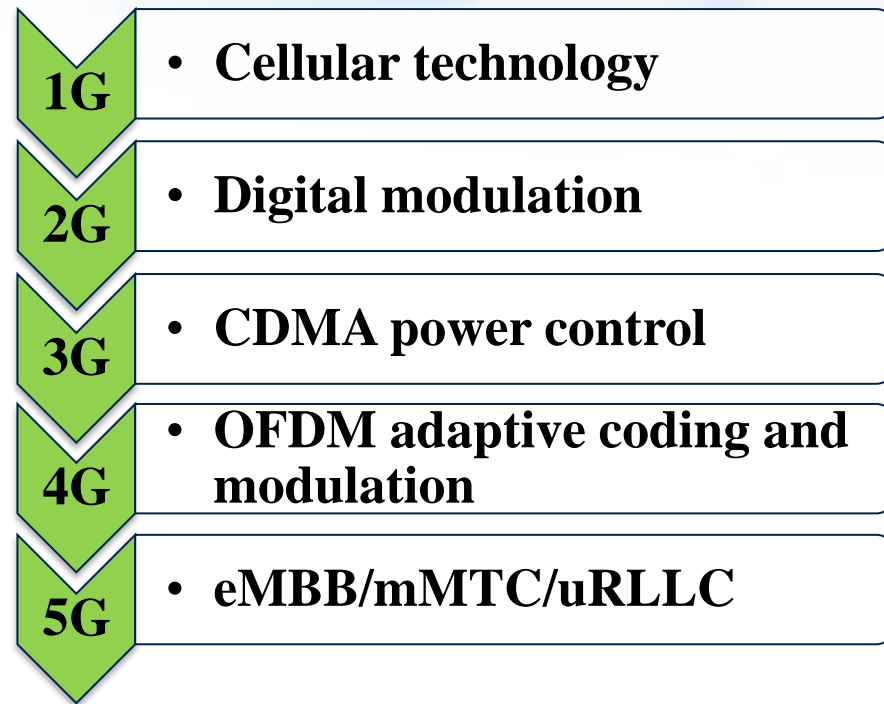 1G
• Cellular technology
2G
• Digital modulation
3G
• CDMA power control
4G
• OFDM adaptive coding and
modulation
5G
• eMBB/mMTC/uRLLC